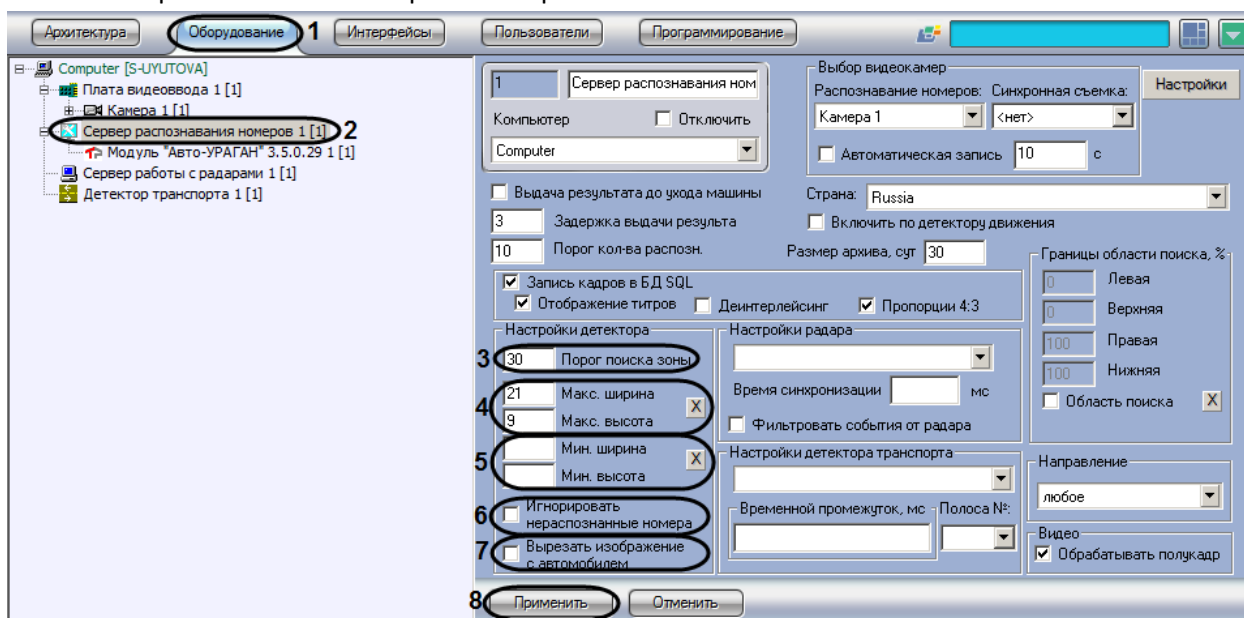 Архитектура Оборудование 1 Интерфейсы Пользователи Программирование
Computer [S-UYUTOVA]
Плата видеоввода 1 [1]
Камера 1 [1]
Сервер распознавания номеров 1 [1] 2
Модуль "Авто-УРАГАН" 3.5.0.29 1 [1]
Сервер работы с радарами 1 [1]
Детектор транспорта 1 [1]
1 Сервер распознавания ном
Компьютер Отключить
Computer
Выбор видеокамер
Распознавание номеров: Синхронная съемка:
Камера 1 <нет>
Автоматическая запись 10 с
Настройки
Выдача результата до ухода машины
Страна: Russia
3 Задержка выдачи результа
Включить по детектору движения
10 Порог кол-ва распозн.
Размер архива, сут 30
Запись кадров в БД SQL
Отображение титров Деинтерлейсинг Пропорции 4:3
Границы области поиска, %
0 Левая
0 Верхняя
100 Правая
100 Нижняя
Область поиска X
Настройки детектора
3 30 Порог поиска зоны
4 21 Макс. ширина
9 Макс. высота X
5 Мин. ширина
Мин. высота X
6 Игнорировать
нераспознанные номера
7 Вырезать изображение
с автомобилем
Настройки радара
Время синхронизации мс
Фильтровать события от радара
Настройки детектора транспорта
Временной промежуток, мс Полоса №:
Направление
любое
Видео
Обрабатывать полукадр
8 Применить Отменить